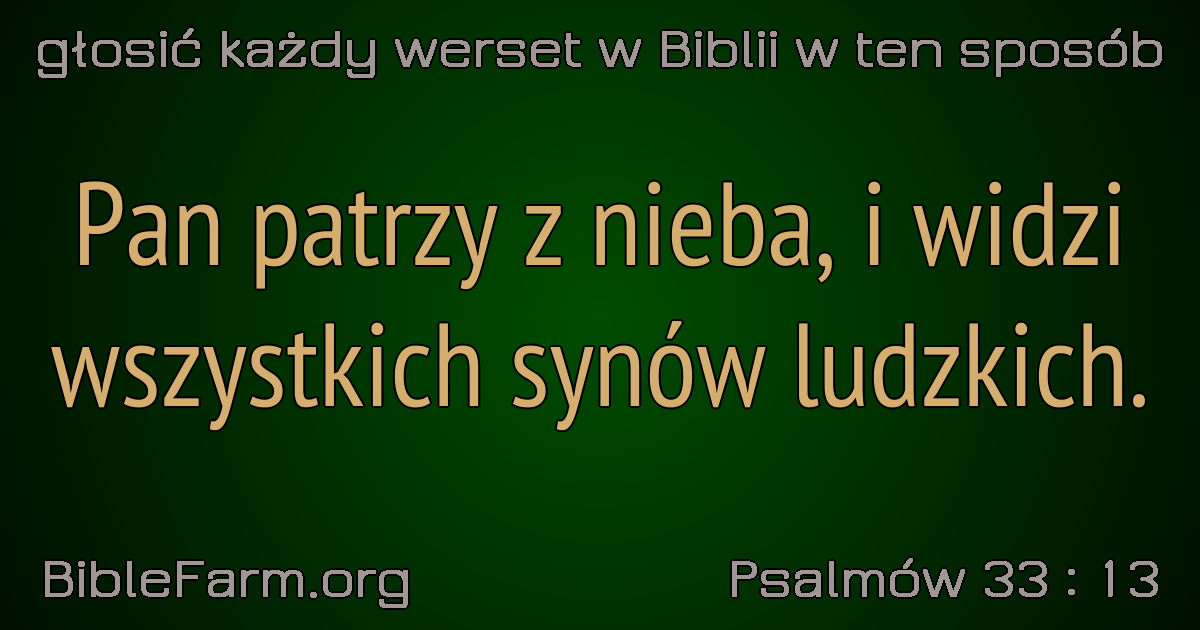 głosić każdy werset w Biblii w ten sposób
Pan patrzy z nieba, i widzi
wszystkich synów ludzkich.
BibleFarm.org
Psalmów 33 : 13